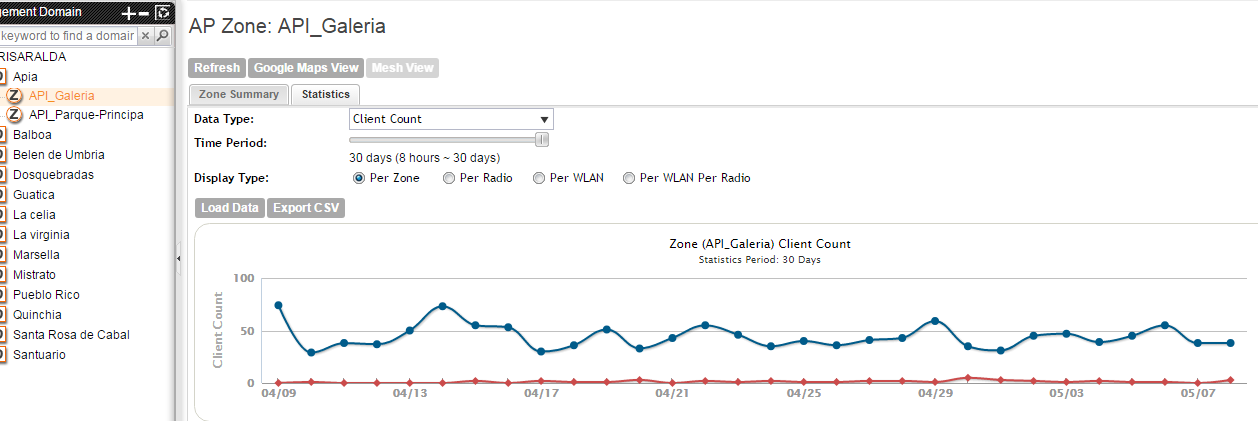 gement Domain
keyword to find a domain
RISARALDA
Apia
Z API_Galeria
Z API_Parque-Principa
Balboa
Belen de Umbria
Dosquebradas
Guatica
La celia
La virginia
Marsella
Mistrato
Pueblo Rico
Quinchia
Santa Rosa de Cabal
Santuario
AP Zone: API_Galeria
Refresh Google Maps View Mesh View
Zone Summary Statistics
Data Type: Client Count
Time Period:
30 days (8 hours ~ 30 days)
Display Type: Per Zone Per Radio Per WLAN Per WLAN Per Radio
Load Data Export CSV
Zone (API_Galeria) Client Count
Statistics Period: 30 Days
Client Count
100
50
0
04/09 04/13 04/17 04/21 04/25 04/29 05/03 05/07